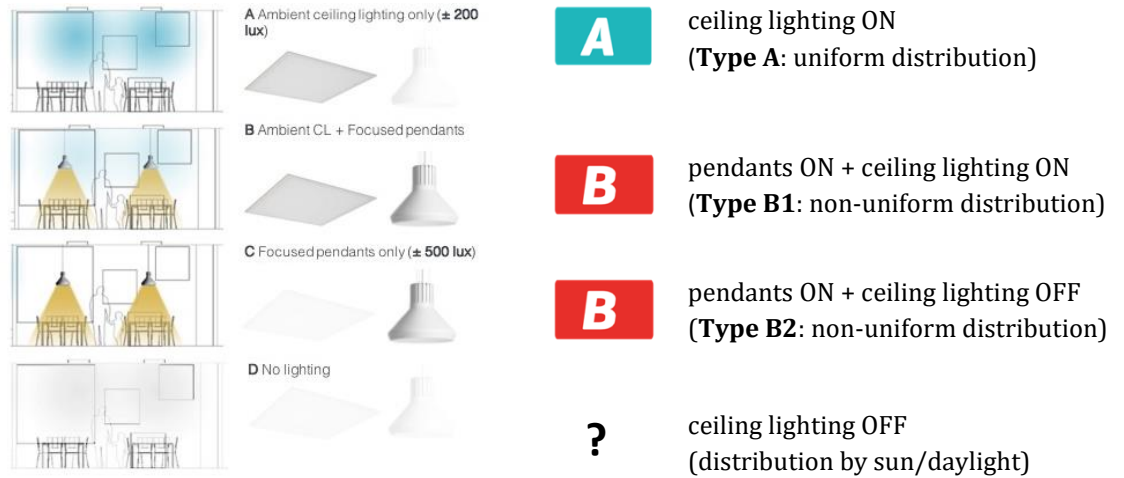 A Ambient ceiling lighting only (± 200
lux)
A
ceiling lighting ON
(Type A: uniform distribution)
B Ambient CL + Focused pendants
B
pendants ON + ceiling lighting ON
(Type B1: non-uniform distribution)
C Focused pendants only (± 500 lux)
B
pendants ON + ceiling lighting OFF
(Type B2: non-uniform distribution)
D No lighting
?
ceiling lighting OFF
(distribution by sun/daylight)